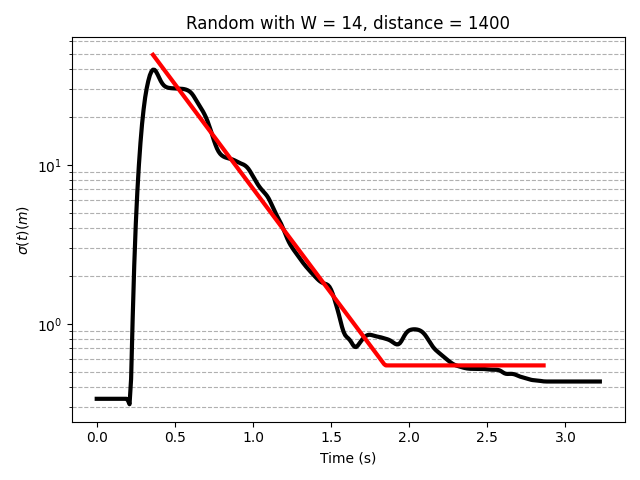 Random with W = 14, distance = 1400
σ(t)(m)
10¹
10⁰
0.0 0.5 1.0 1.5 2.0 2.5 3.0
Time (s)